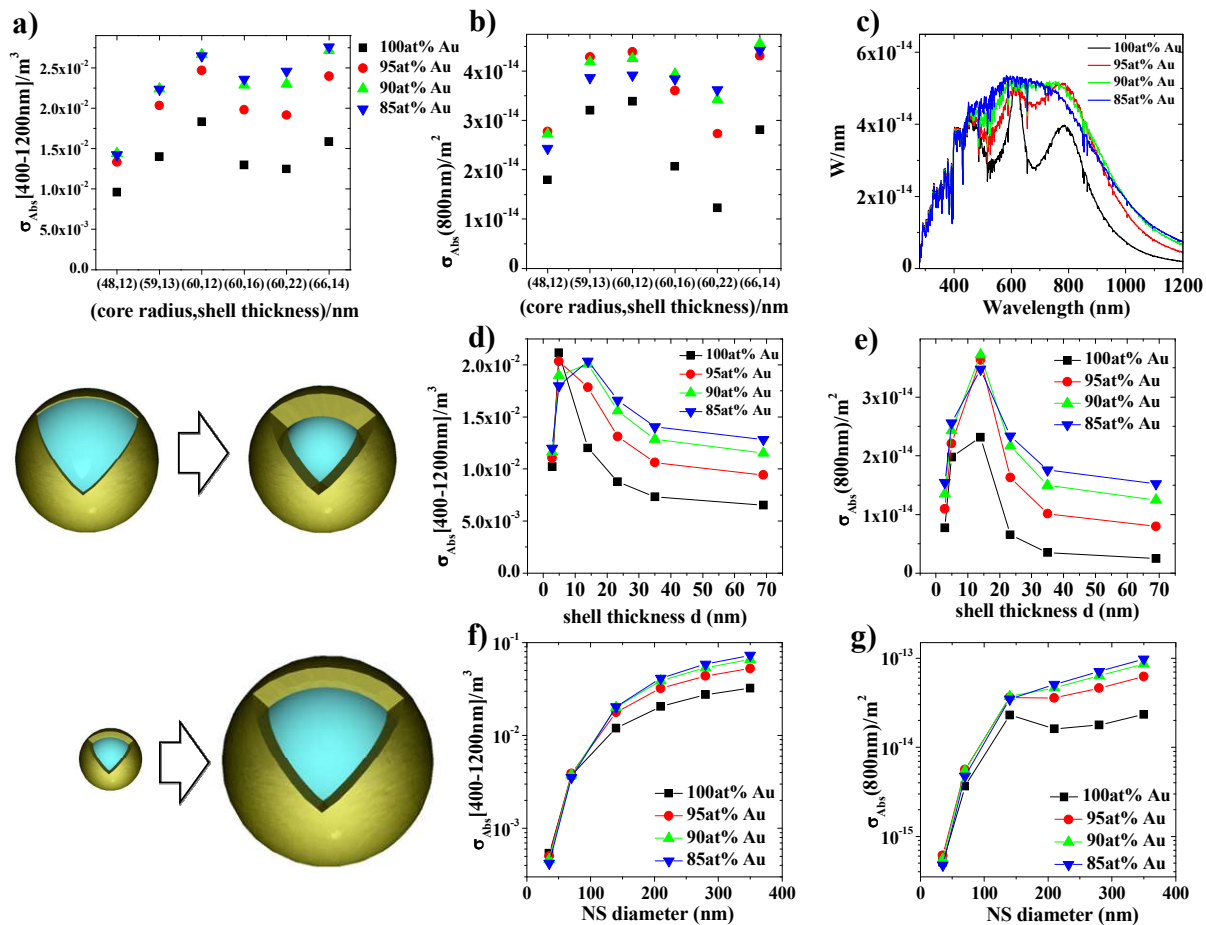 a)
σAbs[400-1200nm]/m³
2.5x10⁻²
2.0x10⁻²
1.5x10⁻²
1.0x10⁻²
5.0x10⁻³
0.0
100at% Au
95at% Au
90at% Au
85at% Au
(48,12)(59,13)(60,12)(60,16)(60,22)(66,14)
(core radius,shell thickness)/nm
b)
σAbs(800nm)/m²
4x10⁻¹⁴
3x10⁻¹⁴
2x10⁻¹⁴
1x10⁻¹⁴
0
(48,12)(59,13)(60,12)(60,16)(60,22)(66,14)
(core radius,shell thickness)/nm
c)
W/nm
6x10⁻¹⁴
4x10⁻¹⁴
2x10⁻¹⁴
0
100at% Au
95at% Au
90at% Au
85at% Au
400 600 800 1000 1200
Wavelength (nm)
d)
σAbs[400-1200nm]/m³
2.0x10⁻²
1.5x10⁻²
1.0x10⁻²
5.0x10⁻³
0.0
100at% Au
95at% Au
90at% Au
85at% Au
0 10 20 30 40 50 60 70
shell thickness d (nm)
e)
σAbs(800nm)/m²
3x10⁻¹⁴
2x10⁻¹⁴
1x10⁻¹⁴
0
100at% Au
95at% Au
90at% Au
85at% Au
0 10 20 30 40 50 60 70
shell thickness d (nm)
f)
σAbs[400-1200nm]/m³
10⁻¹
10⁻²
10⁻³
100at% Au
95at% Au
90at% Au
85at% Au
0 50 100 150 200 250 300 350 400
NS diameter (nm)
g)
σAbs(800nm)/m²
10⁻¹³
10⁻¹⁴
10⁻¹⁵
100at% Au
95at% Au
90at% Au
85at% Au
0 50 100 150 200 250 300 350 400
NS diameter (nm)